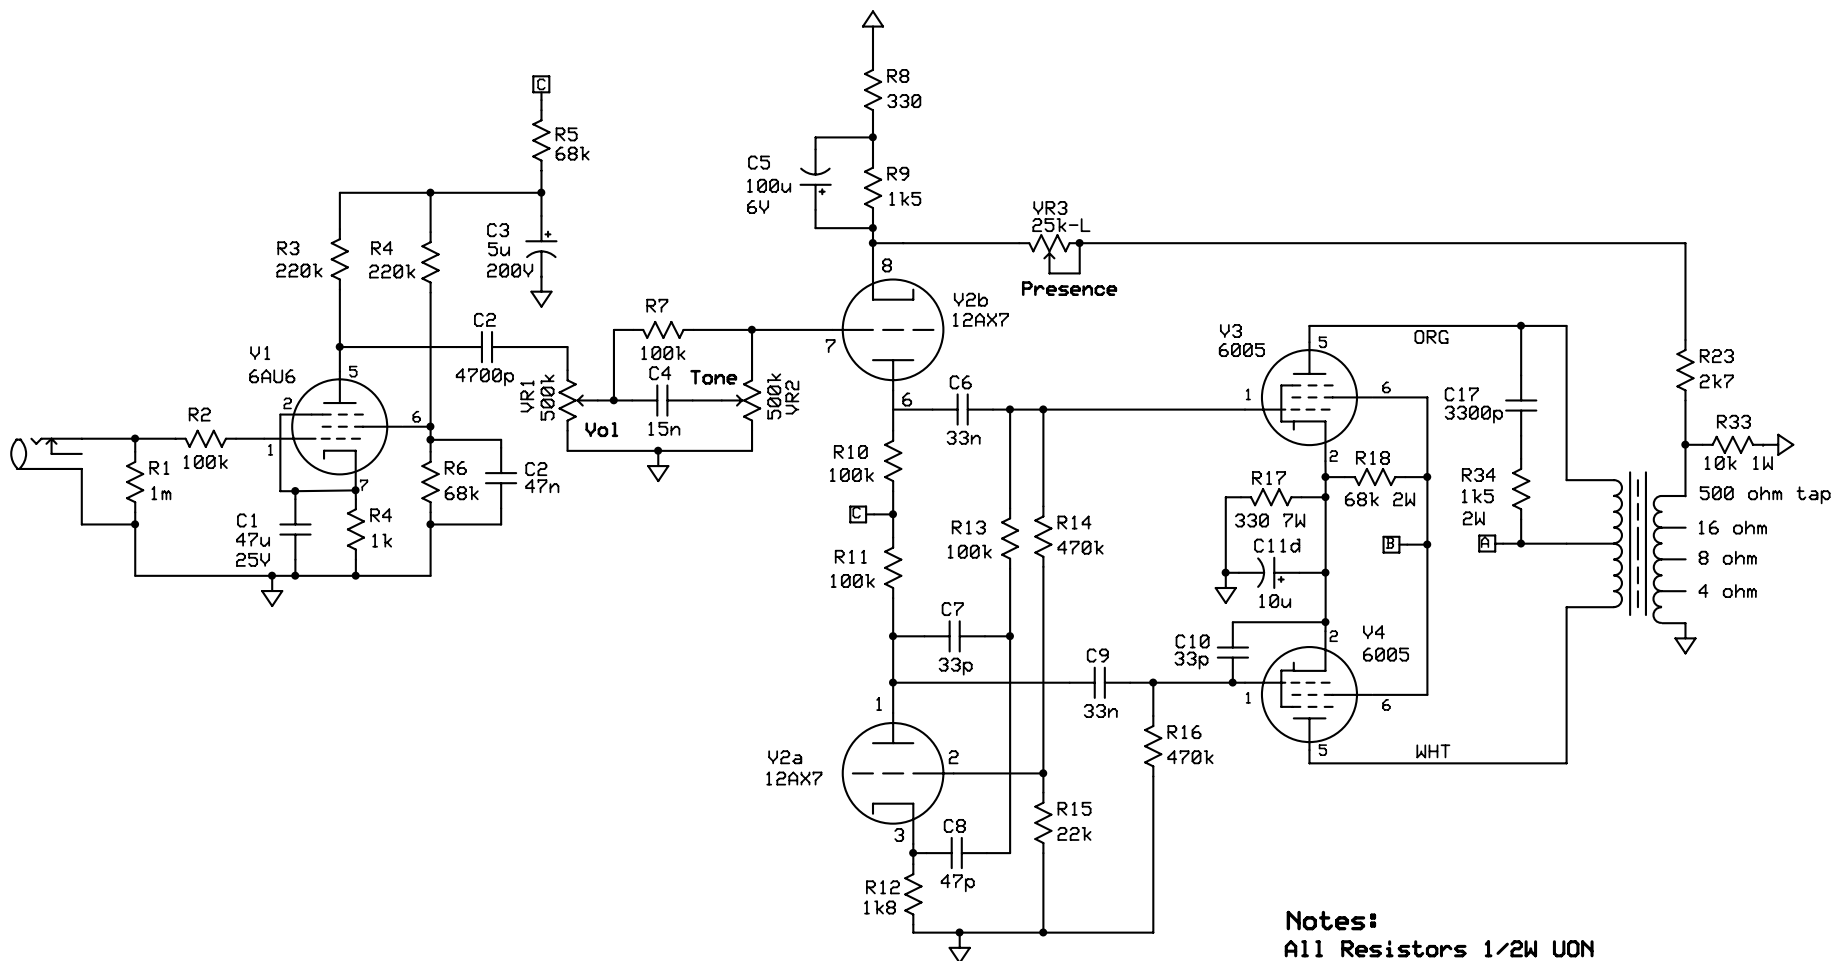 C
R5
68k
R3
220k
R4
220k
C3
5u
200V
+
V1
6AU6
5
2
6
1
7
R2
100k
R1
1m
C1
47u
25V
R4
1k
R6
68k
C2
47n
C2
4700p
VR1
500k
Vol
R7
100k
C4
15n
Tone
500k
VR2
R8
330
C5
100u
6V
+
R9
1k5
VR3
25k-L
Presence
8
V2b
12AX7
7
6
C6
33n
R10
100k
C
R11
100k
R13
100k
R14
470k
C7
33p
C9
33n
1
V2a
12AX7
2
3
C8
47p
R12
1k8
R15
22k
R16
470k
V3
6005
5
ORG
1
6
2
R17
330 7W
R18
68k 2W
C11d
+
10u
B
C10
33p
2
V4
6005
1
6
5
WHT
C17
3300p
R34
1k5
2W
A
R23
2k7
R33
10k 1W
500 ohm tap
16 ohm
8 ohm
4 ohm
Notes:
All Resistors 1/2W UON